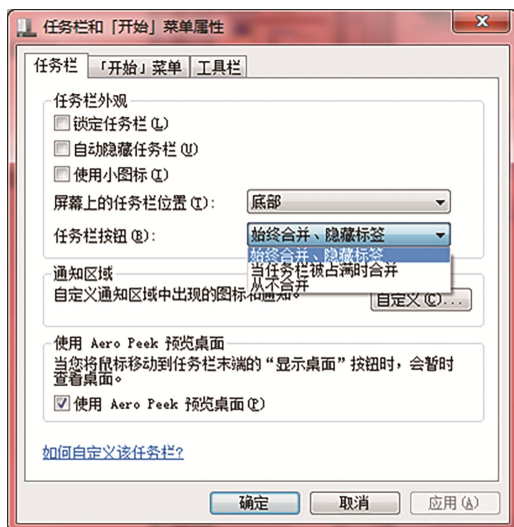 任务栏和「开始」菜单属性
任务栏 「开始」菜单 工具栏
任务栏外观
锁定任务栏(L)
自动隐藏任务栏(U)
使用小图标(I)
屏幕上的任务栏位置(T): 底部
任务栏按钮(B): 始终合并、隐藏标签
始终合并、隐藏标签
当任务栏被占满时合并
从不合并
通知区域
自定义通知区域中出现的图标和通知。 自定义(C)...
使用 Aero Peek 预览桌面
当您将鼠标移动到任务栏末端的“显示桌面”按钮时，会暂时
查看桌面。
使用 Aero Peek 预览桌面(P)
如何自定义该任务栏?
确定 取消 应用(A)